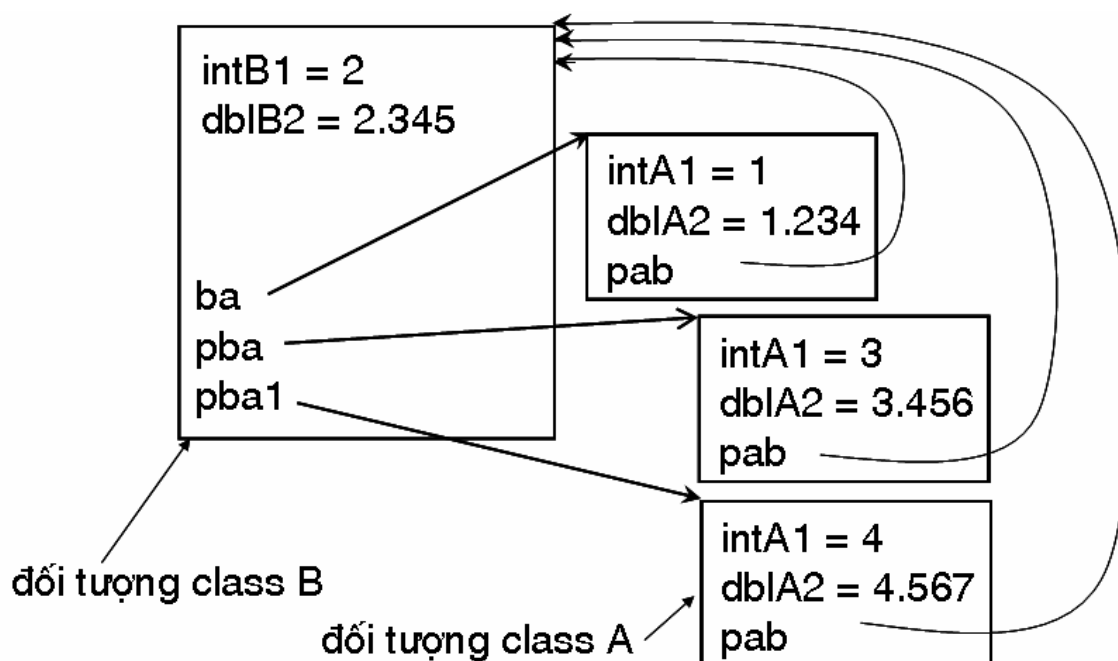 intB1 = 2
dblB2 = 2.345
ba
pba
pba1
intA1 = 1
dblA2 = 1.234
pab
intA1 = 3
dblA2 = 3.456
pab
intA1 = 4
dblA2 = 4.567
pab
đối tượng class B
đối tượng class A